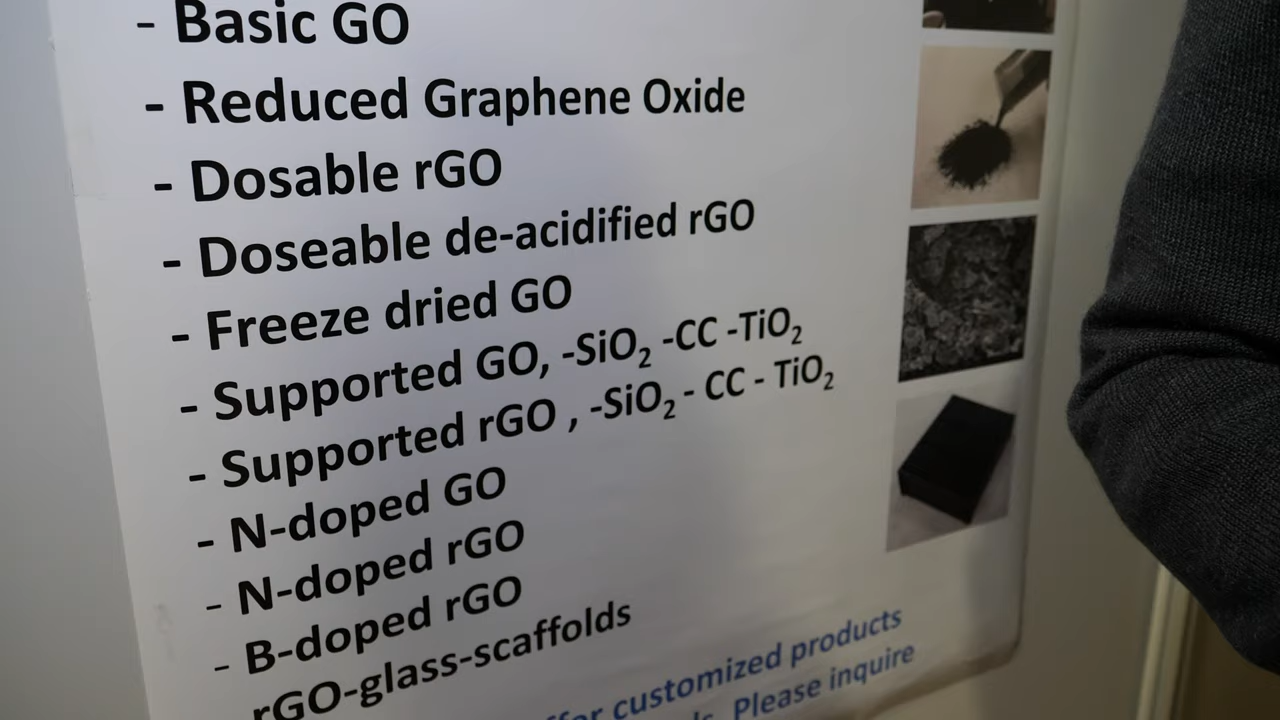 - Basic GO
- Reduced Graphene Oxide
- Dosable rGO
- Doseable de-acidified rGO
- Freeze dried GO
- Supported GO, -SiO₂ -CC -TiO₂
- Supported rGO , -SiO₂ - CC - TiO₂
- N-doped GO
- N-doped rGO
- B-doped rGO
rGO-glass-scaffolds
customized products
Please inquire